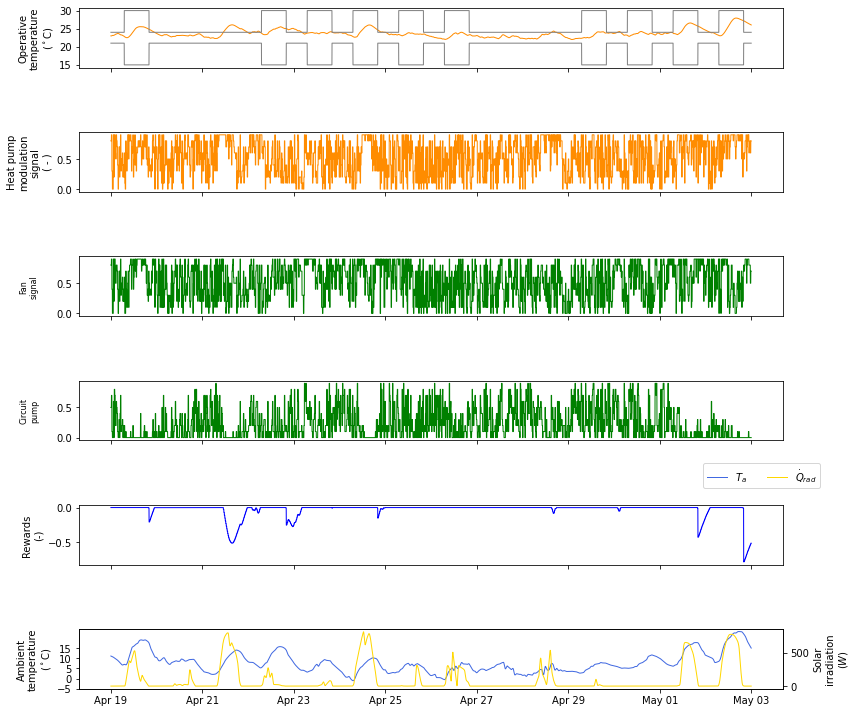 Operative
temperature
(°C)
30
25
20
15
Heat pump
modulation
signal
( - )
0.5
0.0
Fan
signal
0.5
0.0
Circuit
pump
0.5
0.0
T_a
Q̇_rad
Rewards
(-)
0.0
−0.5
Ambient
temperature
(°C)
15
10
5
0
−5
500
0
Solar
irradiation
(W)
Apr 19
Apr 21
Apr 23
Apr 25
Apr 27
Apr 29
May 01
May 03